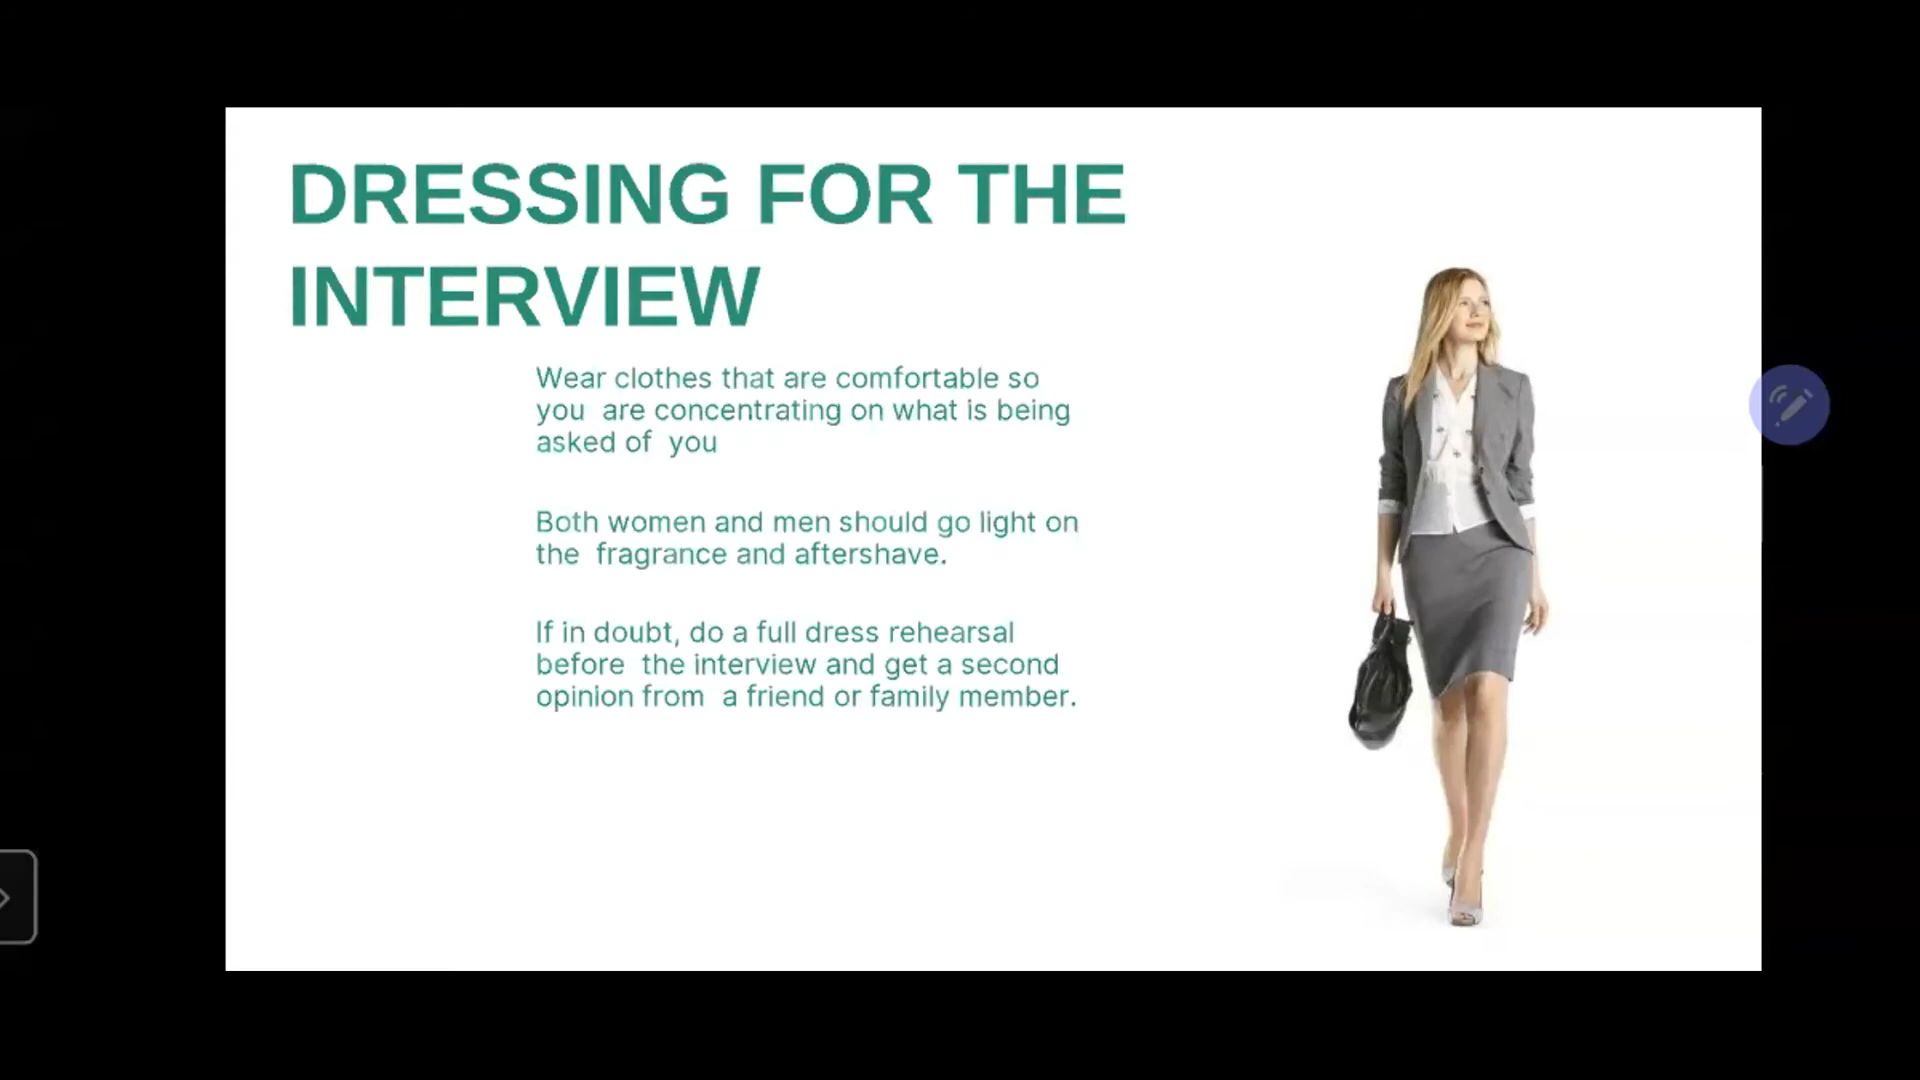 DRESSING FOR THE
INTERVIEW
Wear clothes that are comfortable so
you  are concentrating on what is being
asked of  you
Both women and men should go light on
the  fragrance and aftershave.
If in doubt, do a full dress rehearsal
before  the interview and get a second
opinion from  a friend or family member.